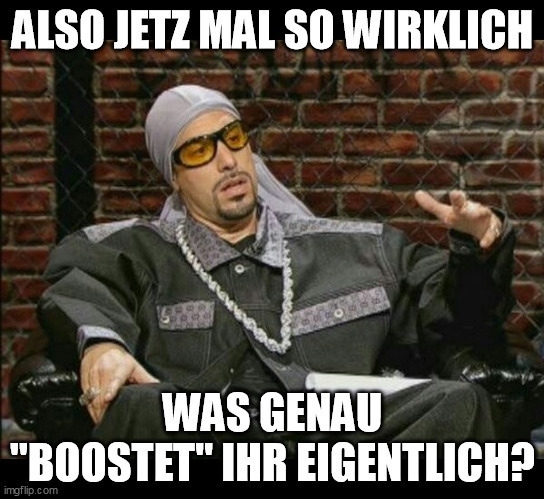 ALSO JETZ MAL SO WIRKLICH
WAS GENAU
"BOOSTET" IHR EIGENTLICH?
imgflip.com